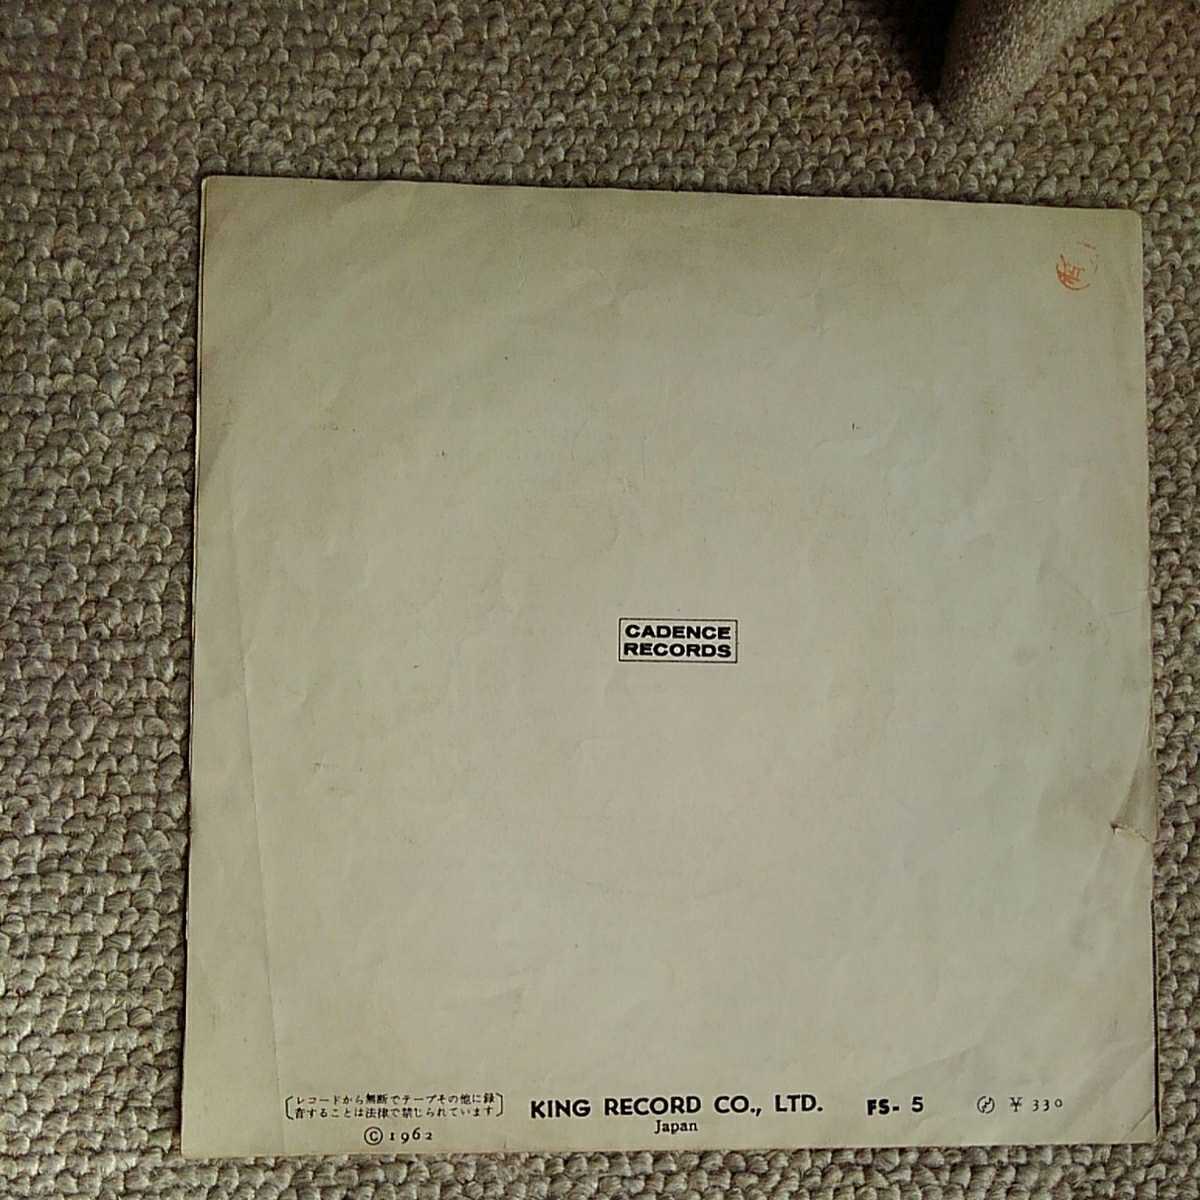 CADENCE
RECORDS
レコードから無断でテープその他に録
音することは法律で禁じられています
© 1962
KING RECORD CO., LTD.
Japan
FS- 5
¥ 330